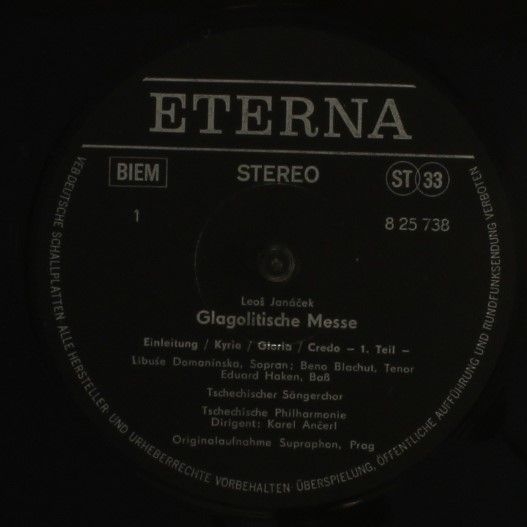 ETERNA
BIEM
STEREO
ST 33
1
8 25 738
Leoš Janáček
Glagolitische Messe
Einleitung / Kyrie / Gloria / Credo – 1. Teil –
Libuše Domaninska, Sopran; Beno Blachut, Tenor
Eduard Haken, Baß
Tschechischer Sängerchor
Tschechische Philharmonie
Dirigent: Karel Ančerl
Originalaufnahme Supraphon, Prag
VEB DEUTSCHE SCHALLPLATTEN ALLE HERSTELLER- UND URHEBERRECHTE VORBEHALTEN · ÜBERSPIELUNG, ÖFFENTLICHE AUFFÜHRUNG UND RUNDFUNKSENDUNG VERBOTEN